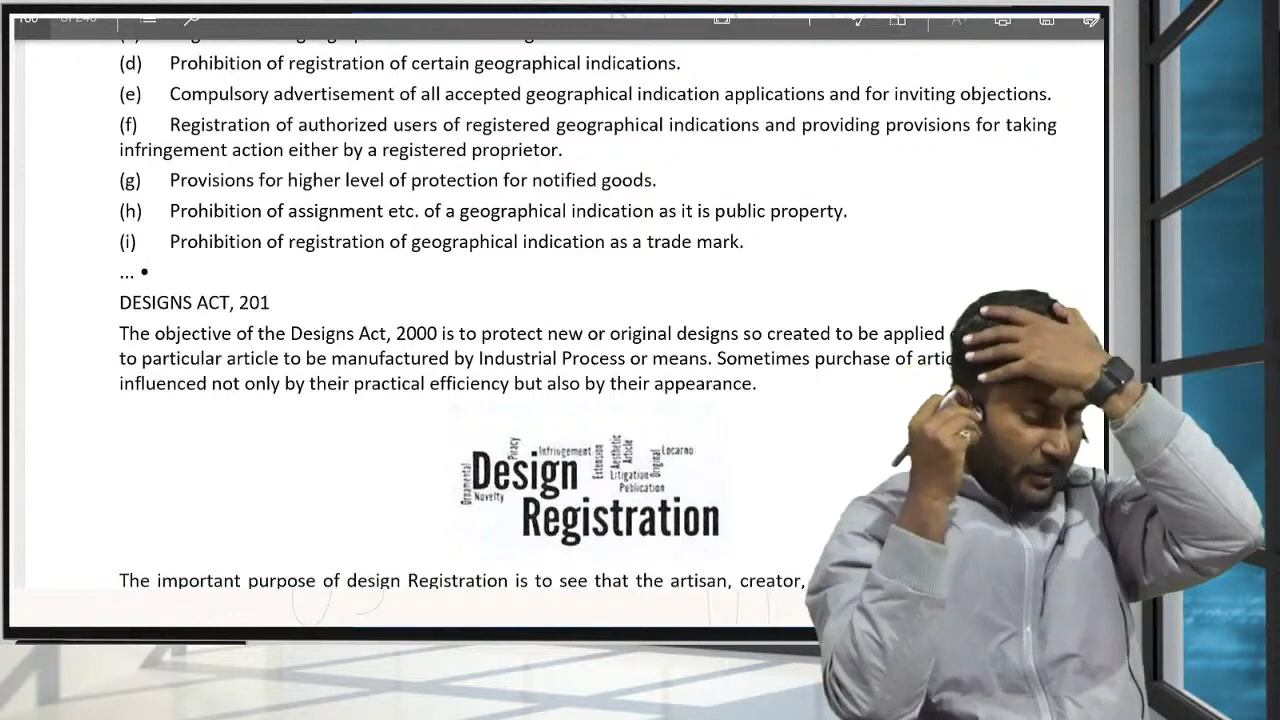 of 248
(d) Prohibition of registration of certain geographical indications.
(e) Compulsory advertisement of all accepted geographical indication applications and for inviting objections.
(f) Registration of authorized users of registered geographical indications and providing provisions for taking
infringement action either by a registered proprietor.
(g) Provisions for higher level of protection for notified goods.
(h) Prohibition of assignment etc. of a geographical indication as it is public property.
(i) Prohibition of registration of geographical indication as a trade mark.
... •
DESIGNS ACT, 201
The objective of the Designs Act, 2000 is to protect new or original designs so created to be applied
to particular article to be manufactured by Industrial Process or means. Sometimes purchase of
influenced not only by their practical efficiency but also by their appearance.
Piracy
Infringement
Extension
Aesthetic
Article
Original
Locarno
Ornamental
Design
Litigation
Novelty
Publication
Registration
The important purpose of design Registration is to see that the artisan, creator,